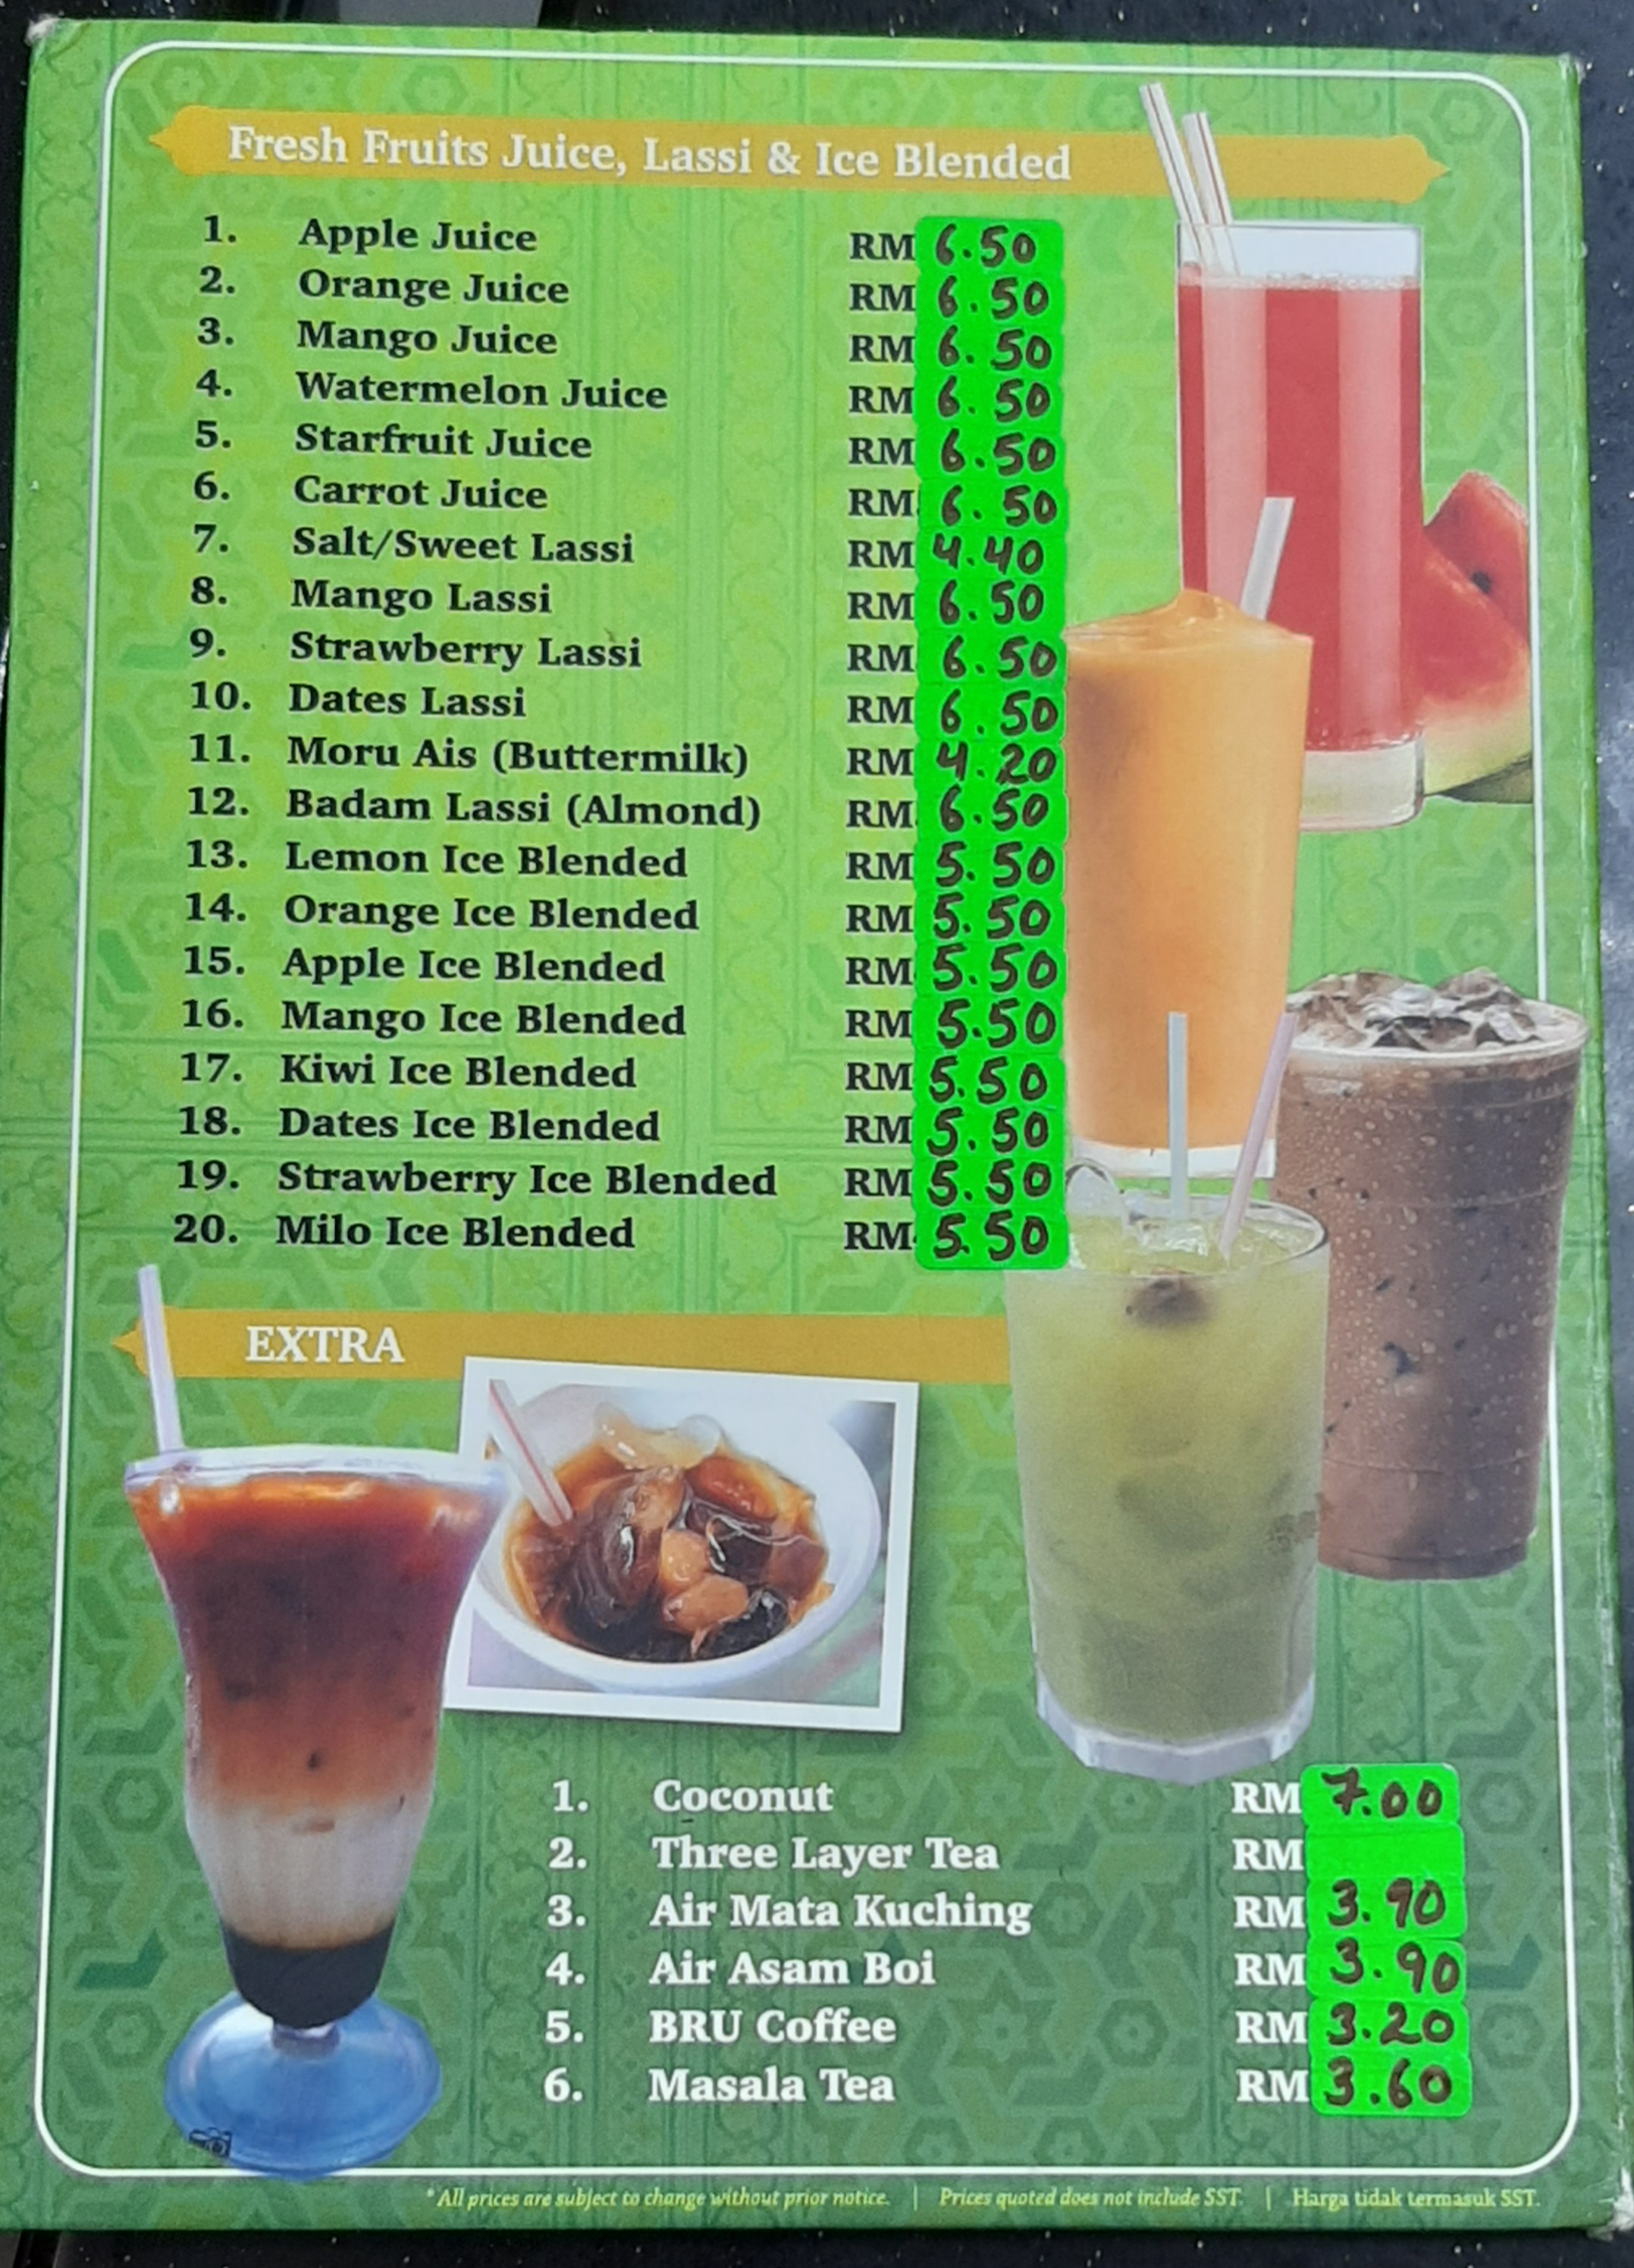 Fresh Fruits Juice, Lassi & Ice Blended
1. Apple Juice RM 6.50
2. Orange Juice RM 6.50
3. Mango Juice RM 6.50
4. Watermelon Juice RM 6.50
5. Starfruit Juice RM 6.50
6. Carrot Juice RM 6.50
7. Salt/Sweet Lassi RM 4.40
8. Mango Lassi RM 6.50
9. Strawberry Lassi RM 6.50
10. Dates Lassi RM 6.50
11. Moru Ais (Buttermilk) RM 4.20
12. Badam Lassi (Almond) RM 6.50
13. Lemon Ice Blended RM 5.50
14. Orange Ice Blended RM 5.50
15. Apple Ice Blended RM 5.50
16. Mango Ice Blended RM 5.50
17. Kiwi Ice Blended RM 5.50
18. Dates Ice Blended RM 5.50
19. Strawberry Ice Blended RM 5.50
20. Milo Ice Blended RM 5.50
EXTRA
1. Coconut RM 7.00
2. Three Layer Tea RM
3. Air Mata Kuching RM 3.90
4. Air Asam Boi RM 3.90
5. BRU Coffee RM 3.20
6. Masala Tea RM 3.60
*All prices are subject to change without prior notice. | Prices quoted does not include SST. | Harga tidak termasuk SST.